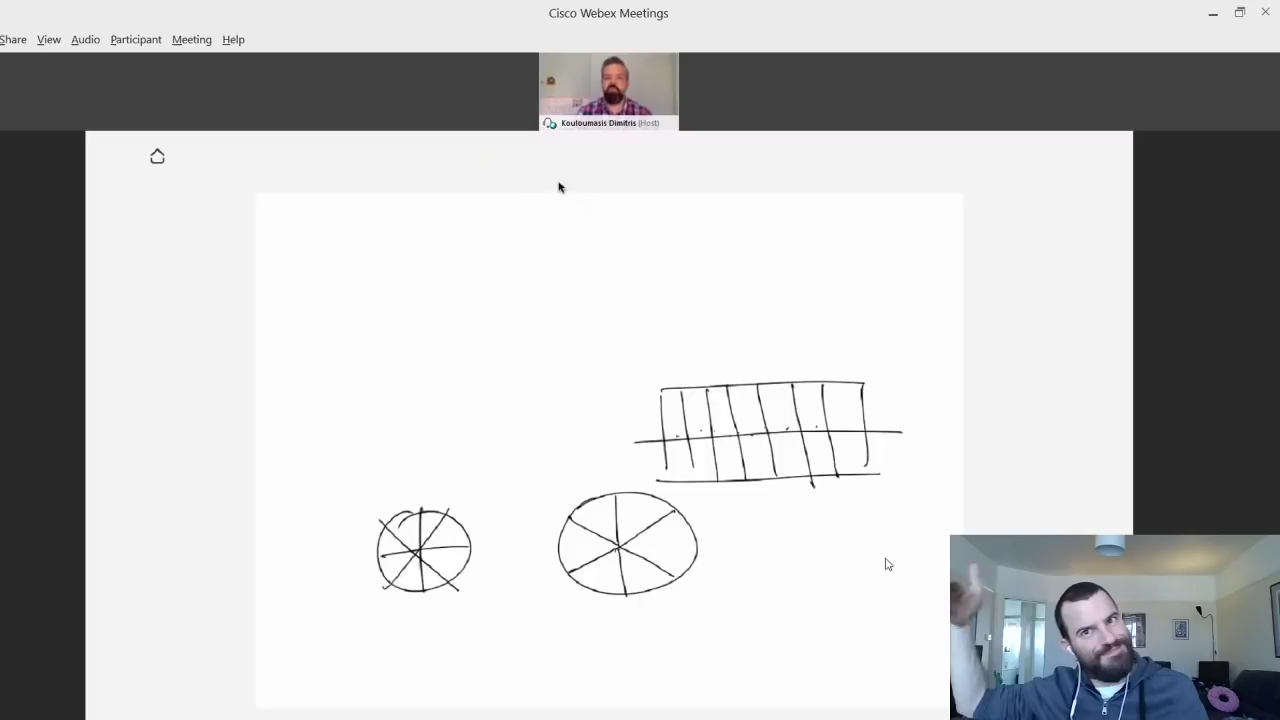 Cisco Webex Meetings
Share View Audio Participant Meeting Help
Kouloumasis Dimitris (Host)